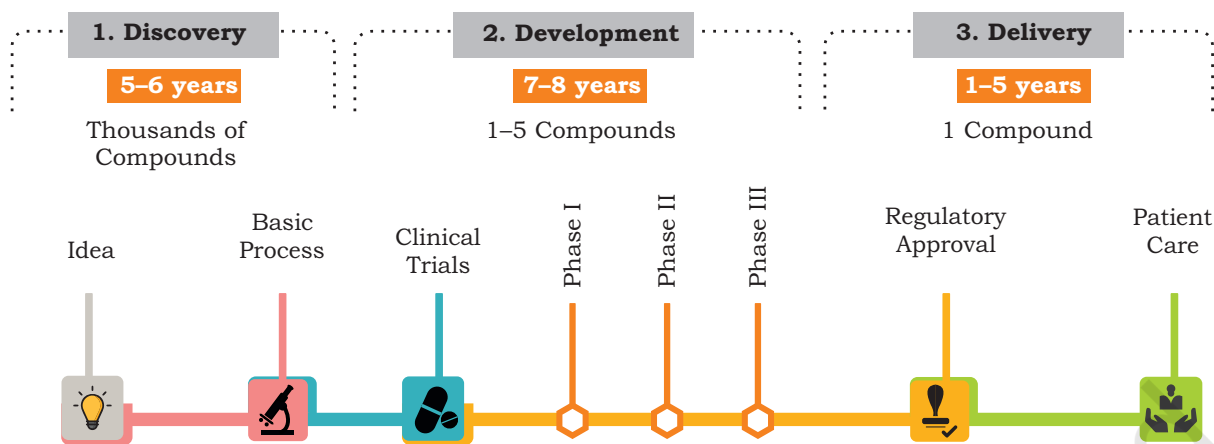 1. Discovery
5–6 years
Thousands of
Compounds
2. Development
7–8 years
1–5 Compounds
3. Delivery
1–5 years
1 Compound
Idea
Basic
Process
Clinical
Trials
Phase I
Phase II
Phase III
Regulatory
Approval
Patient
Care